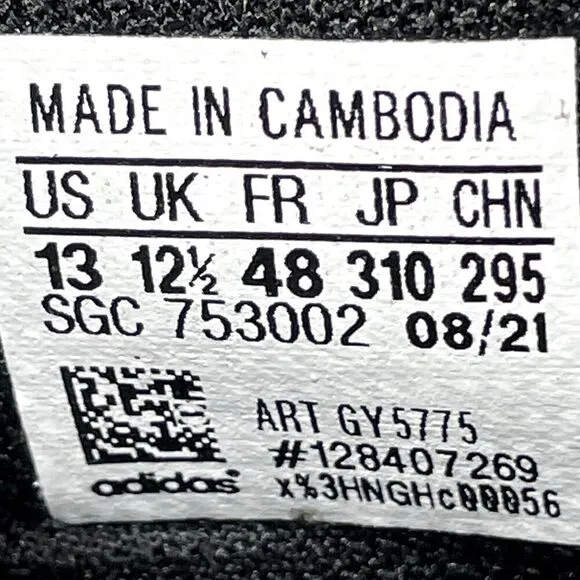 MADE IN CAMBODIA
US UK FR JP CHN
13 12½ 48 310 295
SGC 753002 08/21
ART GY5775
#128407269
adidas x%3HNGHc00056